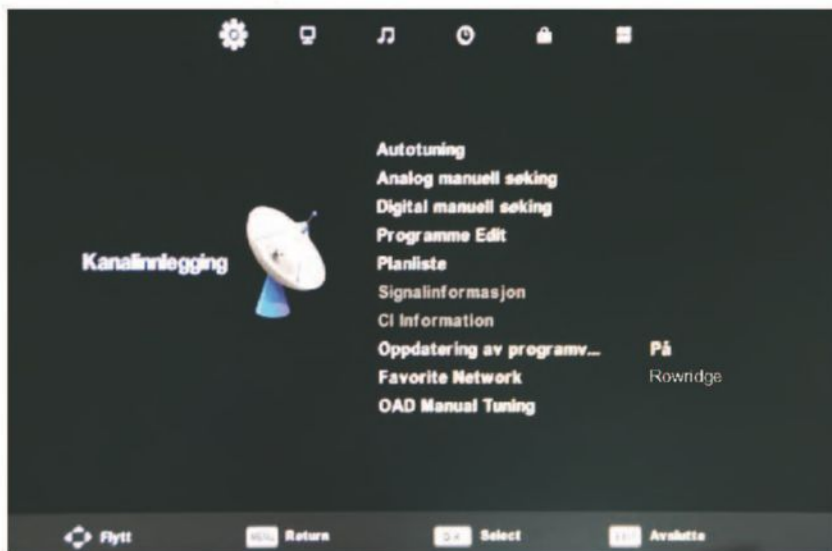 Autotuning
Analog manuell søking
Digital manuell søking
Programme Edit
Kanalinnlegging
Planliste
Signalinformasjon
CI Information
Oppdatering av programv... På
Favorite Network Rowridge
OAD Manual Tuning
Flytt MENU Return Select Avslutte